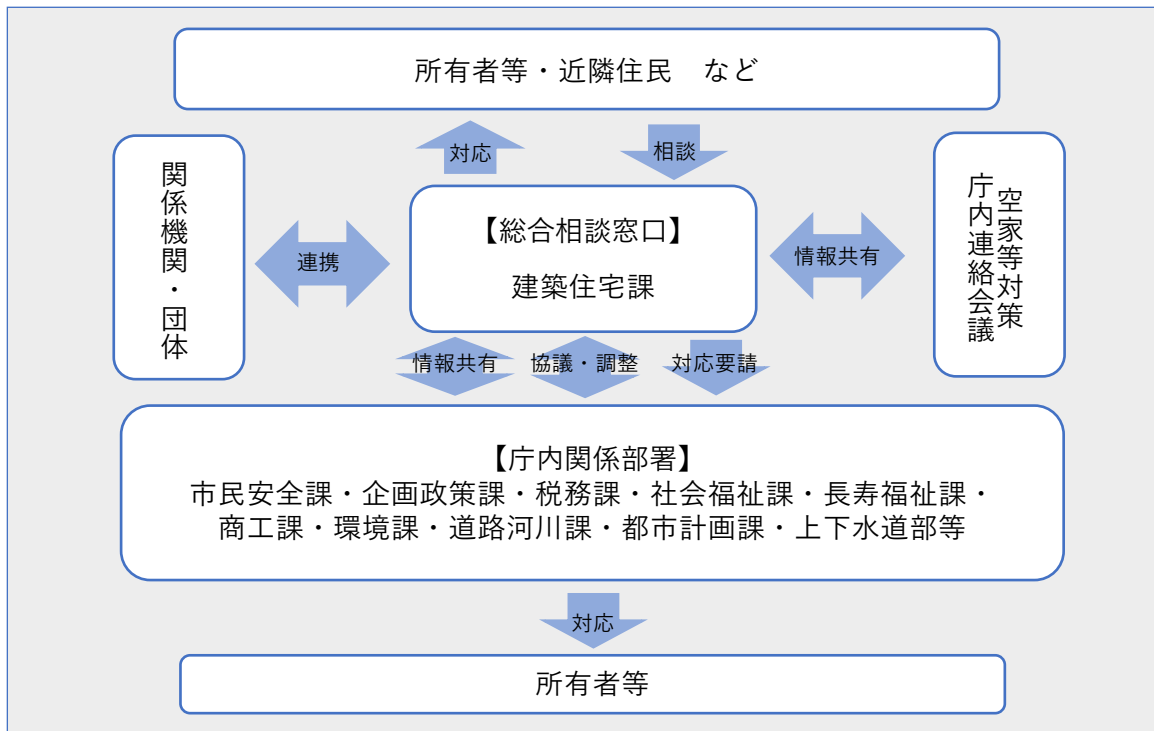 所有者等・近隣住民　など
対応
相談
関係機関・団体
連携
【総合相談窓口】
建築住宅課
情報共有
空家等対策
庁内連絡会議
情報共有
協議・調整
対応要請
【庁内関係部署】
市民安全課・企画政策課・税務課・社会福祉課・長寿福祉課・
商工課・環境課・道路河川課・都市計画課・上下水道部等
対応
所有者等